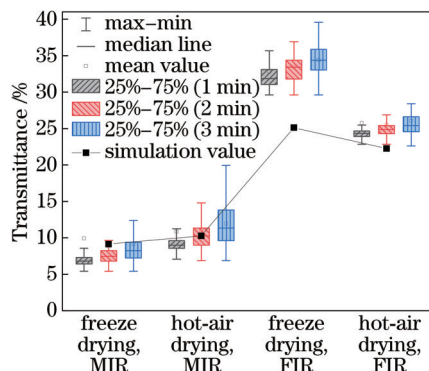 40
35
30
25
20
15
10
5
0
Transmittance /%
max–min
median line
mean value
25%–75% (1 min)
25%–75% (2 min)
25%–75% (3 min)
simulation value
freeze drying, MIR
hot-air drying, MIR
freeze drying, FIR
hot-air drying, FIR